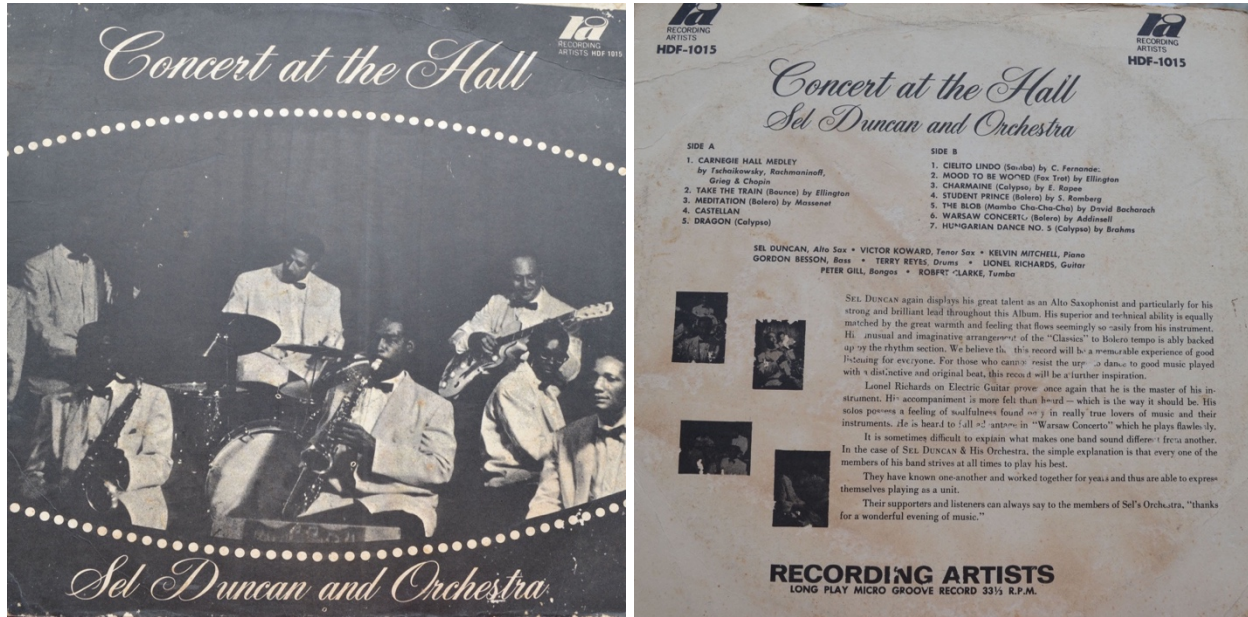 ra
RECORDING
ARTISTS HDF 1015
Concert at the Hall
Sel Duncan and Orchestra
ra
RECORDING
ARTISTS
HDF-1015
ra
RECORDING
ARTISTS
HDF-1015
Concert at the Hall
Sel Duncan and Orchestra
SIDE A
1. CARNEGIE HALL MEDLEY
by Tschaikowsky, Rachmaninoff,
Grieg & Chopin
2. TAKE THE TRAIN (Bounce) by Ellington
3. MEDITATION (Bolero) by Massenet
4. CASTELLAN
5. DRAGON (Calypso)
SIDE B
1. CIELITO LINDO (Samba) by C. Fernandez
2. MOOD TO BE WOOED (Fox Trot) by Ellington
3. CHARMAINE (Calypso) by E. Rapee
4. STUDENT PRINCE (Bolero) by S. Romberg
5. THE BLOB (Mambo Cha-Cha-Cha) by David Bacharach
6. WARSAW CONCERTO (Bolero) by Addinsell
7. HUNGARIAN DANCE NO. 5 (Calypso) by Brahms
SEL DUNCAN, Alto Sax • VICTOR KOWARD, Tenor Sax • KELVIN MITCHELL, Piano
GORDON BESSON, Bass • TERRY REYES, Drums • LIONEL RICHARDS, Guitar
PETER GILL, Bongos • ROBERT CLARKE, Tumba
SEL DUNCAN again displays his great talent as an Alto Saxophonist and particularly for his
strong and brilliant lead throughout this Album. His superior and technical ability is equally
matched by the great warmth and feeling that flows seemingly so easily from his instrument.
His unusual and imaginative arrangement of the "Classics" to Bolero tempo is ably backed
up by the rhythm section. We believe that this record will be a memorable experience of good
listening for everyone. For those who cannot resist the urge to dance to good music played
with a distinctive and original beat, this record will be a further inspiration.
Lionel Richards on Electric Guitar proves once again that he is the master of his in-
strument. His accompaniment is more felt than heard — which is the way it should be. His
solos possess a feeling of soulfulness found only in really true lovers of music and their
instruments. He is heard to full advantage in "Warsaw Concerto" which he plays flawlessly.
It is sometimes difficult to explain what makes one band sound different from another.
In the case of SEL DUNCAN & His Orchestra, the simple explanation is that every one of the
members of his band strives at all times to play his best.
They have known one-another and worked together for years and thus are able to express
themselves playing as a unit.
Their supporters and listeners can always say to the members of Sel's Orchestra, "thanks
for a wonderful evening of music."
RECORDING ARTISTS
LONG PLAY MICRO GROOVE RECORD 33⅓ R.P.M.